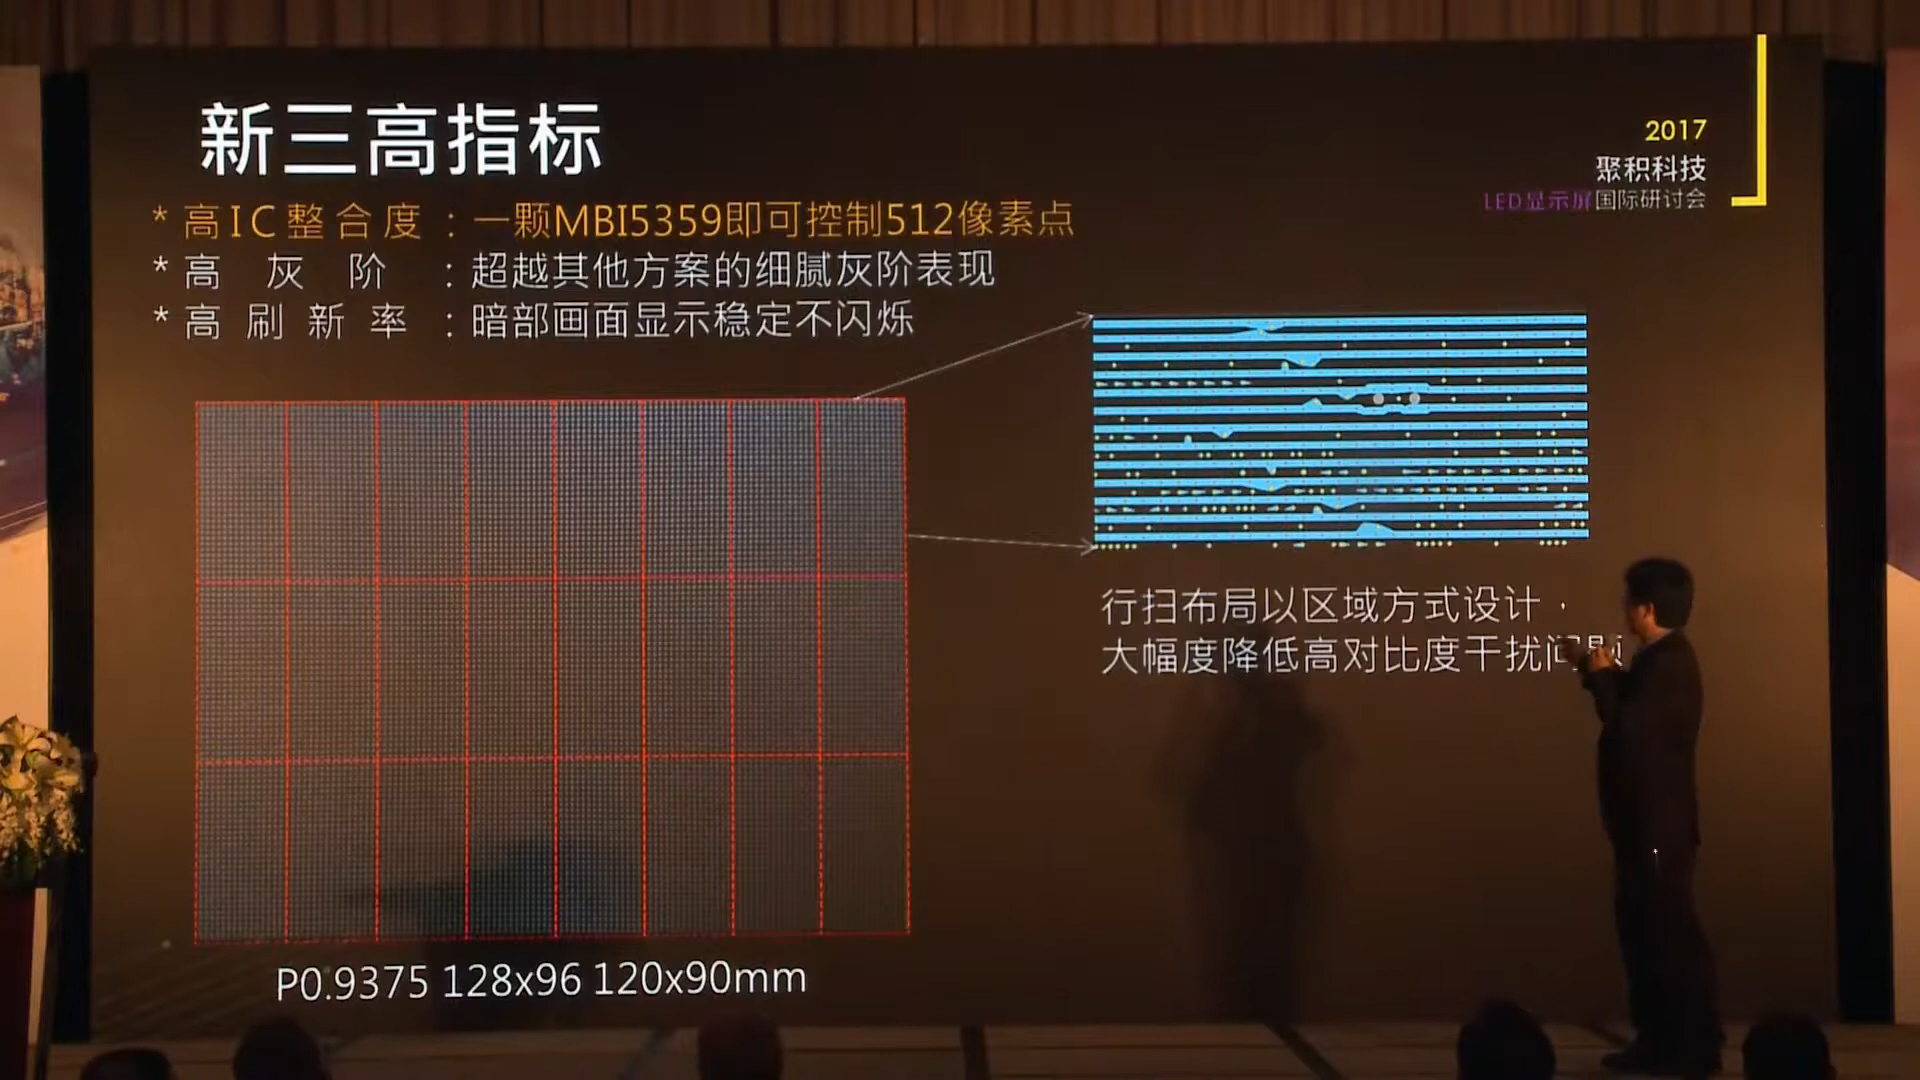 新三高指标
2017
聚积科技
LED显示屏国际研讨会
* 高IC整合度：一颗MBI5359即可控制512像素点
* 高灰阶：超越其他方案的细腻灰阶表现
* 高刷新率：暗部画面显示稳定不闪烁
行扫布局以区域方式设计，
大幅度降低高对比度干扰问题
P0.9375 128x96 120x90mm